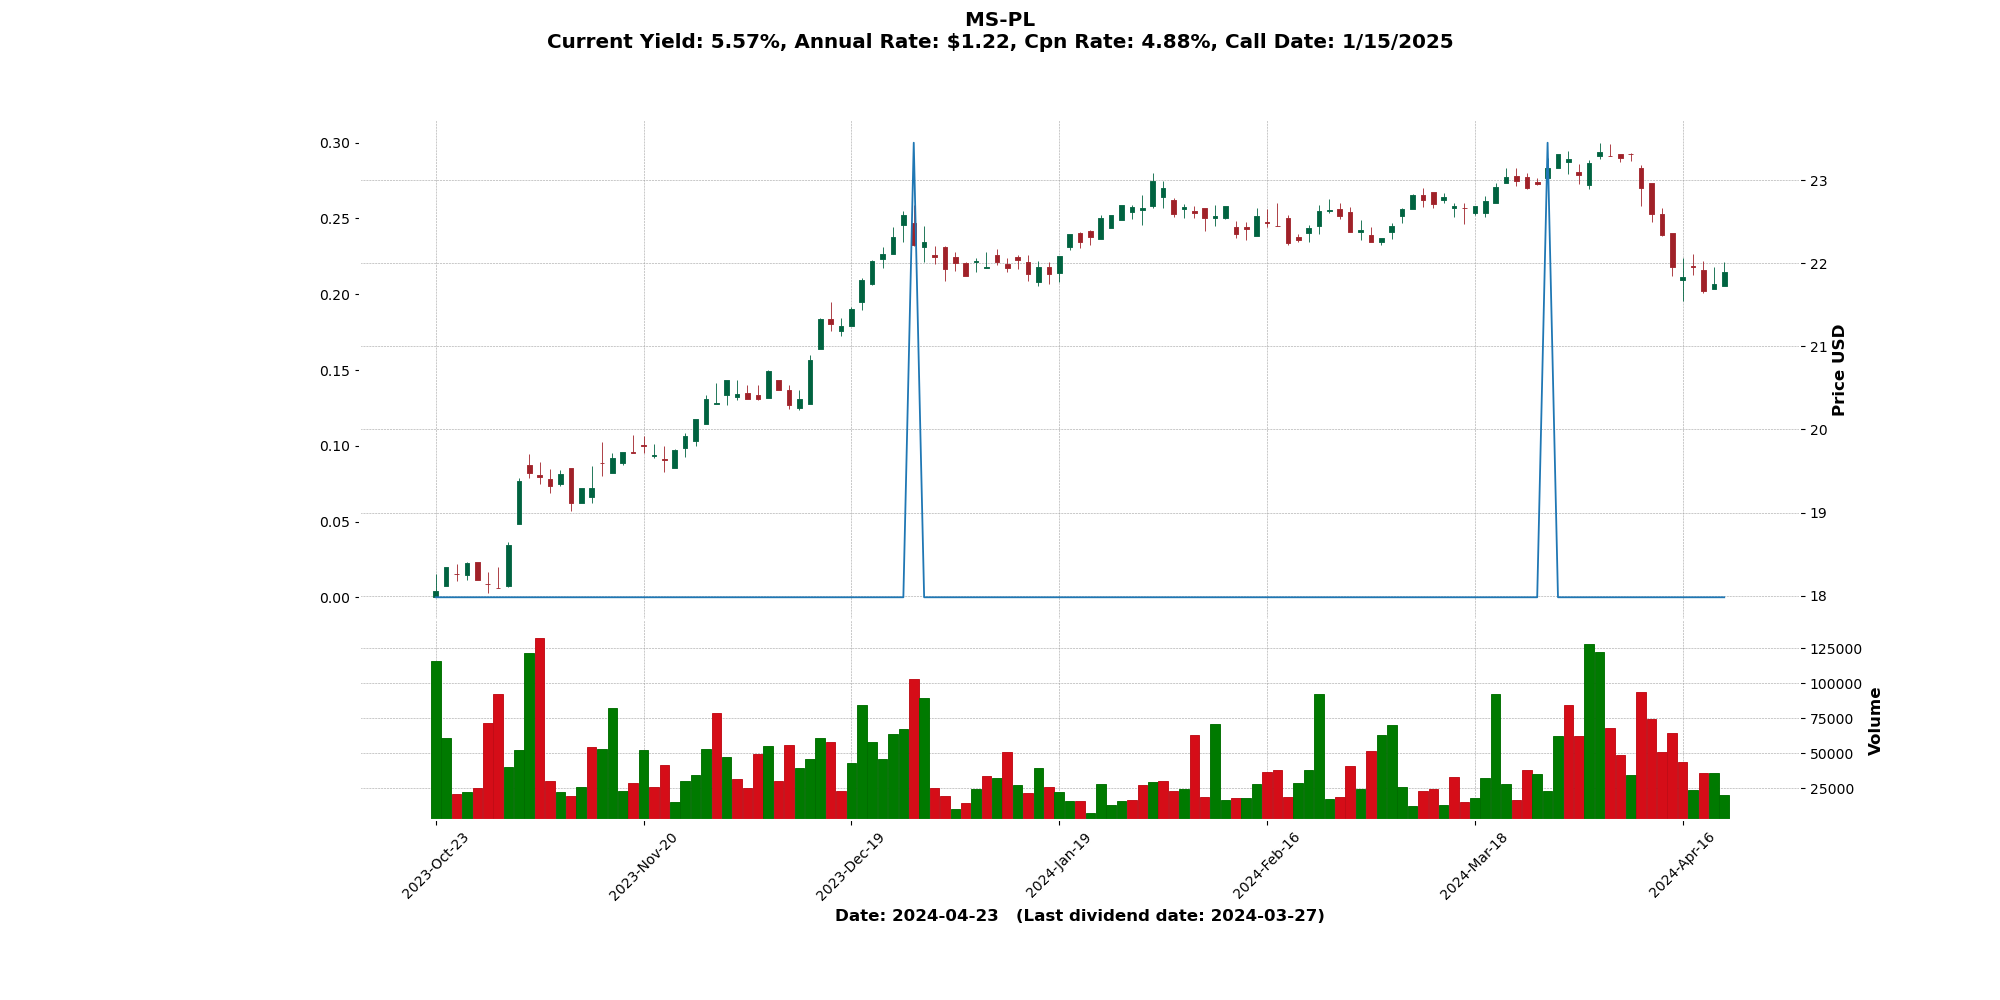 MS-PL
Current Yield: 5.57%, Annual Rate: $1.22, Cpn Rate: 4.88%, Call Date: 1/15/2025
0.30
0.25
0.20
0.15
0.10
0.05
0.00
23
22
21
20
19
18
Price USD
125000
100000
75000
50000
25000
Volume
2023-Oct-23
2023-Nov-20
2023-Dec-19
2024-Jan-19
2024-Feb-16
2024-Mar-18
2024-Apr-16
Date: 2024-04-23 (Last dividend date: 2024-03-27)